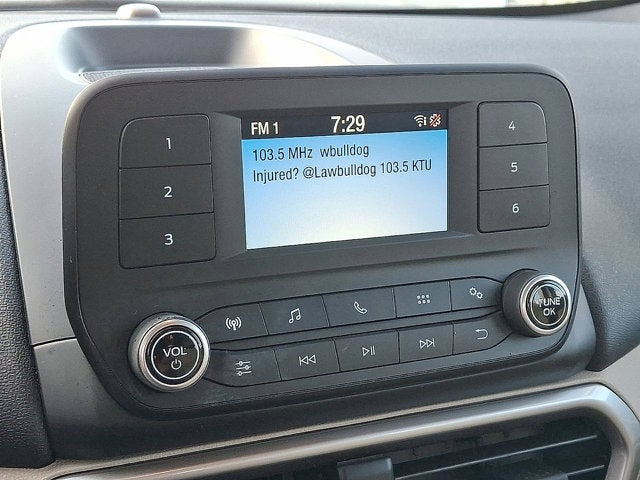 FM 1 7:29
103.5 MHz wbulldog
Injured? @Lawbulldog 103.5 KTU
1
2
3
4
5
6
VOL
TUNE
OK